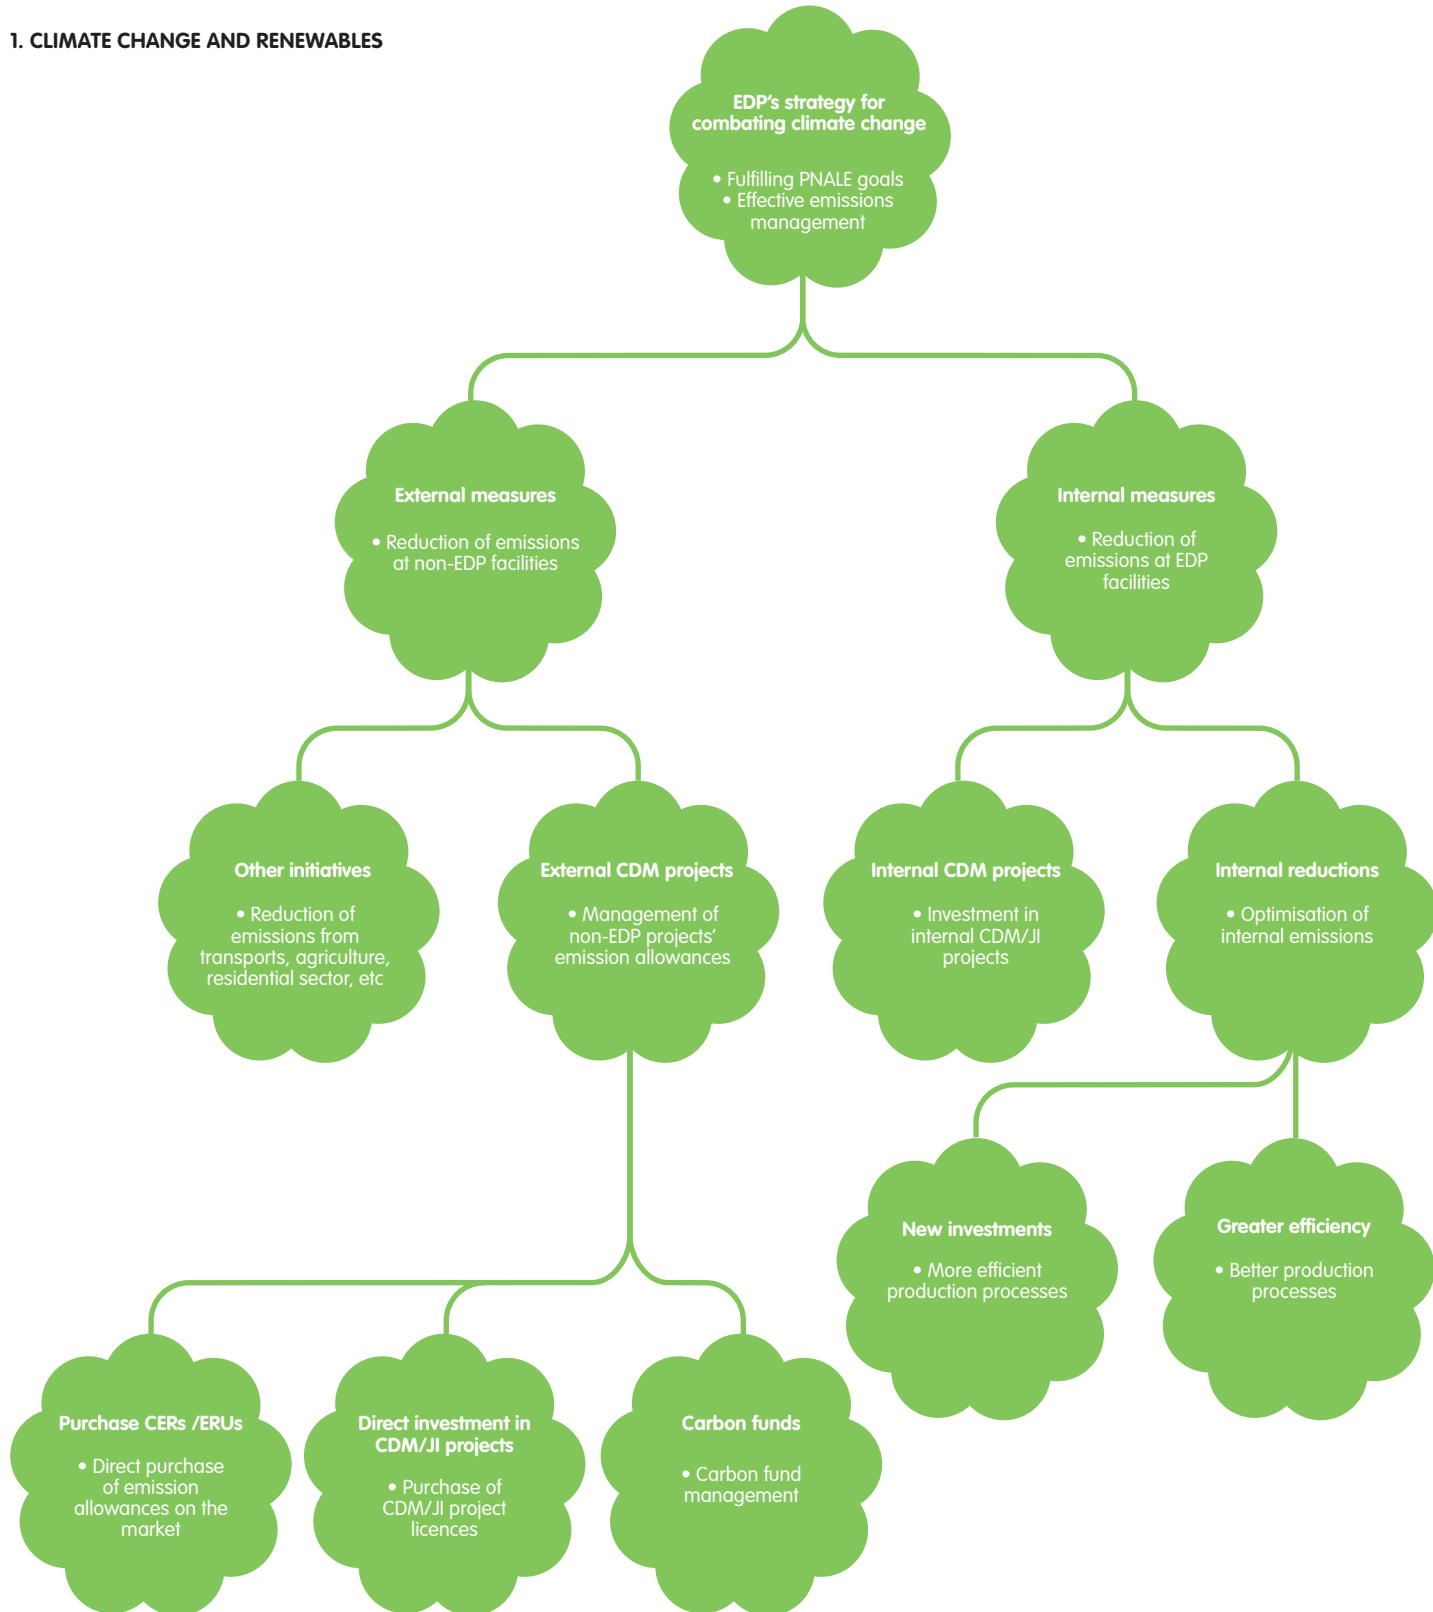 1. CLIMATE CHANGE AND RENEWABLES
EDP's strategy for
combating climate change
• Fulfilling PNALE goals
• Effective emissions
management
External measures
• Reduction of emissions
at non-EDP facilities
Internal measures
• Reduction of
emissions at EDP
facilities
Other initiatives
• Reduction of
emissions from
transports, agriculture,
residential sector, etc
External CDM projects
• Management of
non-EDP projects'
emission allowances
Internal CDM projects
• Investment in
internal CDM/JI
projects
Internal reductions
• Optimisation of
internal emissions
New investments
• More efficient
production processes
Greater efficiency
• Better production
processes
Purchase CERs /ERUs
• Direct purchase
of emission
allowances on the
market
Direct investment in
CDM/JI projects
• Purchase of
CDM/JI project
licences
Carbon funds
• Carbon fund
management